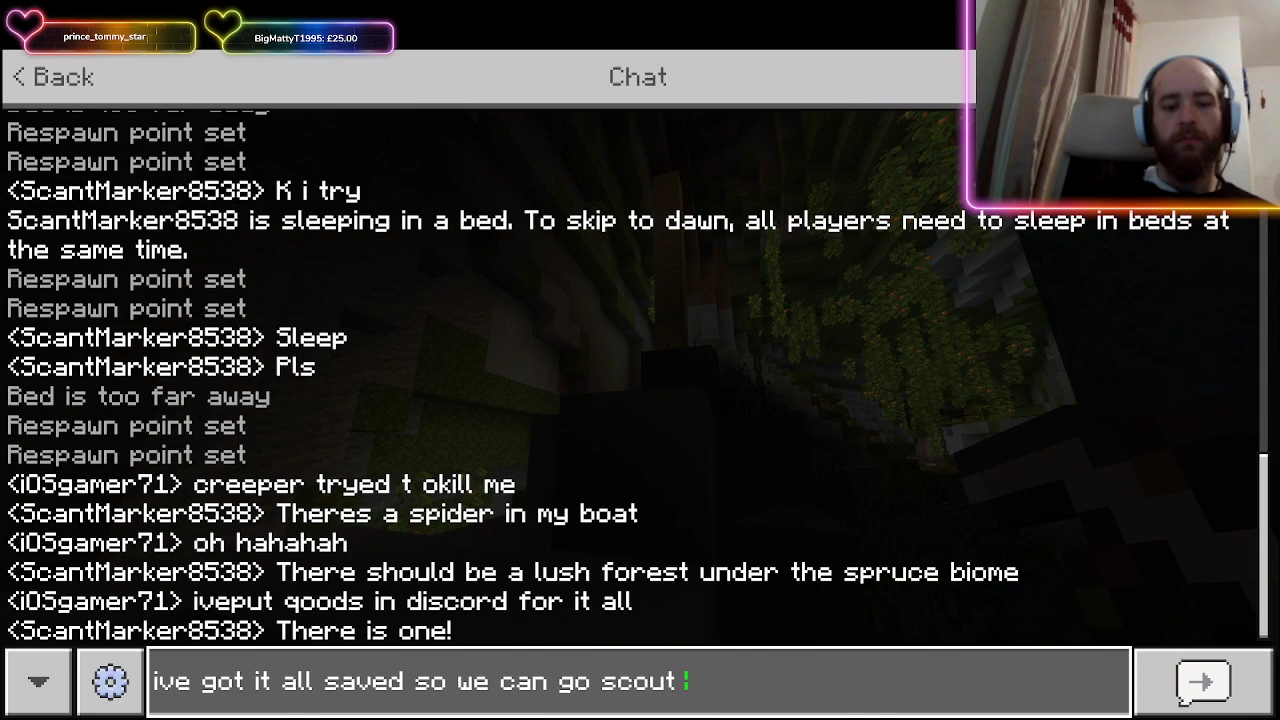 prince_tommy_star
BigMattyT1995: £25.00
< Back
Chat
Respawn point set
Respawn point set
<ScantMarker8538> K i try
ScantMarker8538 is sleeping in a bed. To skip to dawn, all players need to sleep in beds at
the same time.
Respawn point set
Respawn point set
<ScantMarker8538> Sleep
<ScantMarker8538> Pls
Bed is too far away
Respawn point set
Respawn point set
<iOSgamer71> creeper tryed t okill me
<ScantMarker8538> Theres a spider in my boat
<iOSgamer71> oh hahahah
<ScantMarker8538> There should be a lush forest under the spruce biome
<iOSgamer71> iveput qoods in discord for it all
<ScantMarker8538> There is one!
ive got it all saved so we can go scout